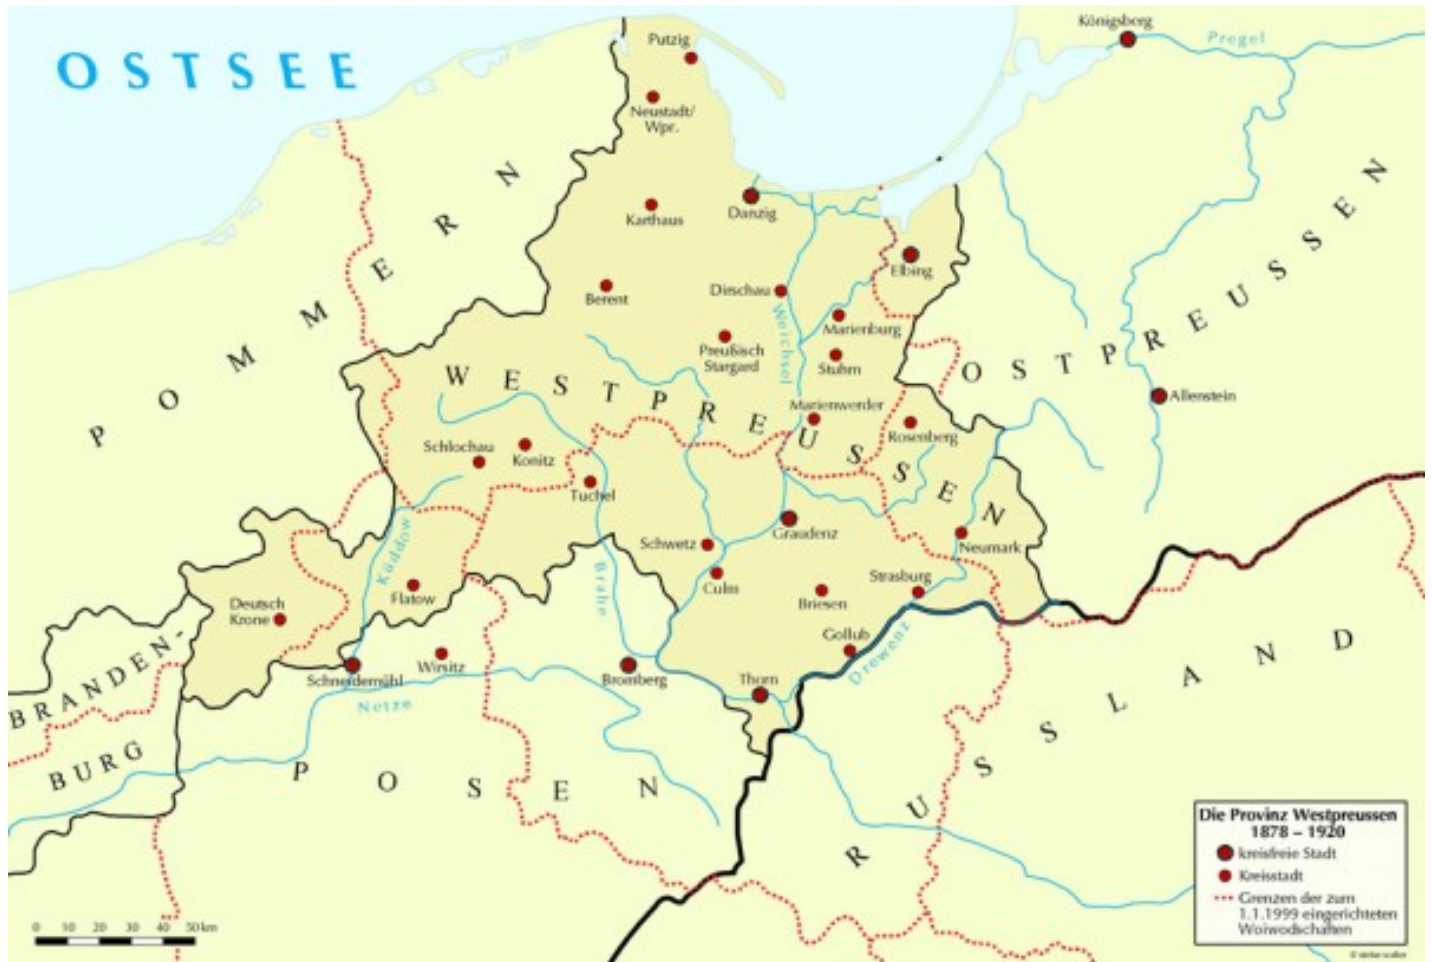 OSTSEE
Königsberg
Pregel
Putzig
Neustadt/
Wpr.
Karthaus
Danzig
Elbing
Berent
Dirschau
Weichsel
Marienburg
Preußisch
Stargard
Stuhm
POMMERN
WESTPREUSSEN
OSTPREUSSEN
Allenstein
Marienwerder
Rosenberg
Schlochau
Konitz
Tuchel
Küddow
Graudenz
Schwetz
Neumark
Brahe
Culm
Briesen
Strasburg
Flatow
Deutsch
Krone
Gollub
Drewenz
Schneidemühl
Wirsitz
Bromberg
Thorn
Netze
BRANDEN-
BURG
POSEN
RUSSLAND
Die Provinz Westpreussen
1878 – 1920
kreisfreie Stadt
Kreisstadt
Grenzen der zum
1.1.1999 eingerichteten
Woiwodschaften
0 10 20 30 40 50 km